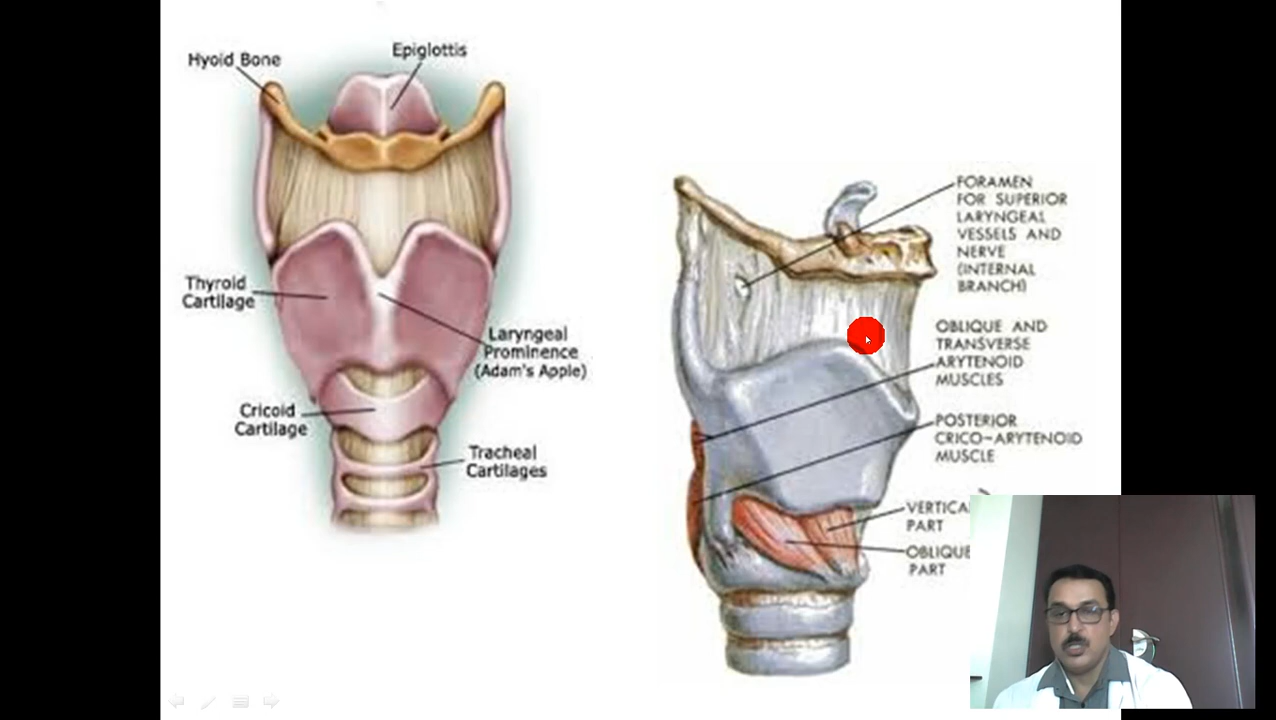 Hyoid Bone
Epiglottis
Thyroid
Cartilage
Laryngeal
Prominence
(Adam's Apple)
Cricoid
Cartilage
Tracheal
Cartilages
FORAMEN
FOR SUPERIOR
LARYNGEAL
VESSELS AND
NERVE
(INTERNAL
BRANCH)
OBLIQUE AND
TRANSVERSE
ARYTENOID
MUSCLES
POSTERIOR
CRICO-ARYTENOID
MUSCLE
VERTICA
PART
OBLIQUE
PART